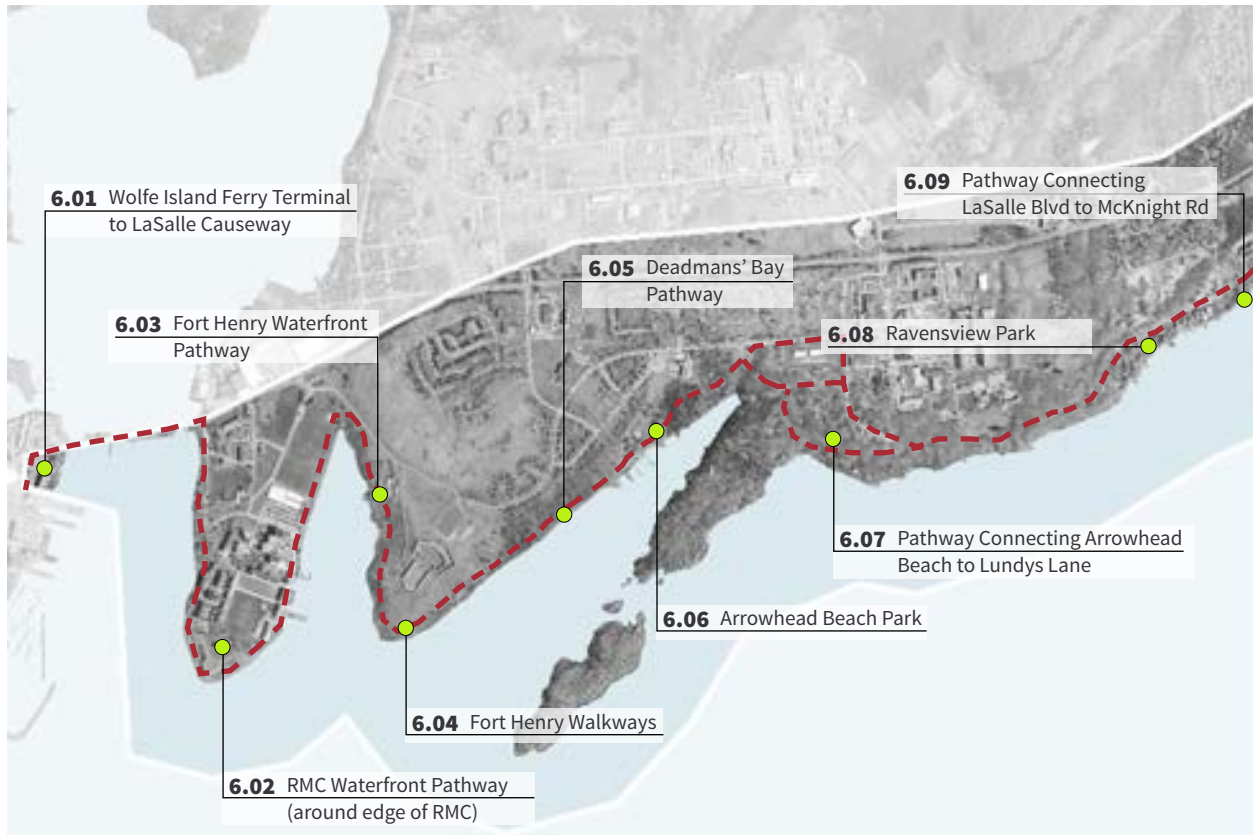 6.01 Wolfe Island Ferry Terminal
to LaSalle Causeway
6.02 RMC Waterfront Pathway
(around edge of RMC)
6.03 Fort Henry Waterfront
Pathway
6.04 Fort Henry Walkways
6.05 Deadmans' Bay
Pathway
6.06 Arrowhead Beach Park
6.07 Pathway Connecting Arrowhead
Beach to Lundys Lane
6.08 Ravensview Park
6.09 Pathway Connecting
LaSalle Blvd to McKnight Rd